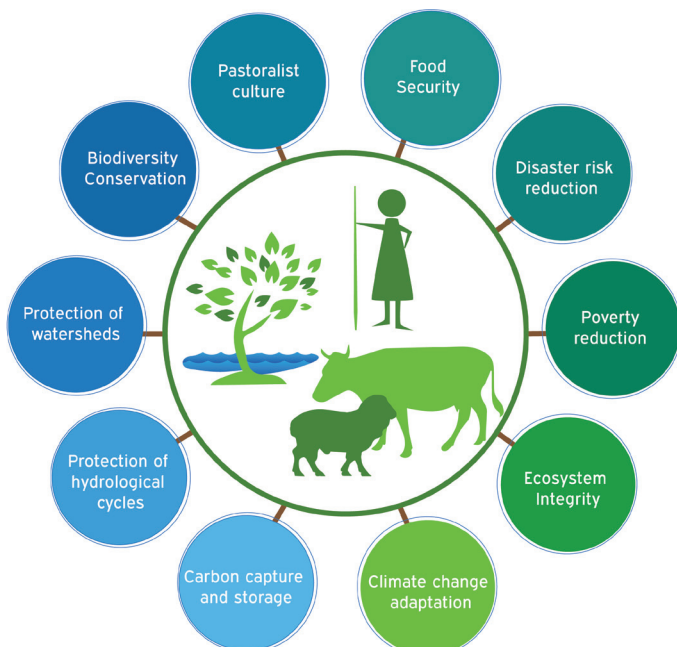 Pastoralist
culture
Food
Security
Disaster risk
reduction
Poverty
reduction
Ecosystem
Integrity
Climate change
adaptation
Carbon capture
and storage
Protection of
hydrological
cycles
Protection of
watersheds
Biodiversity
Conservation